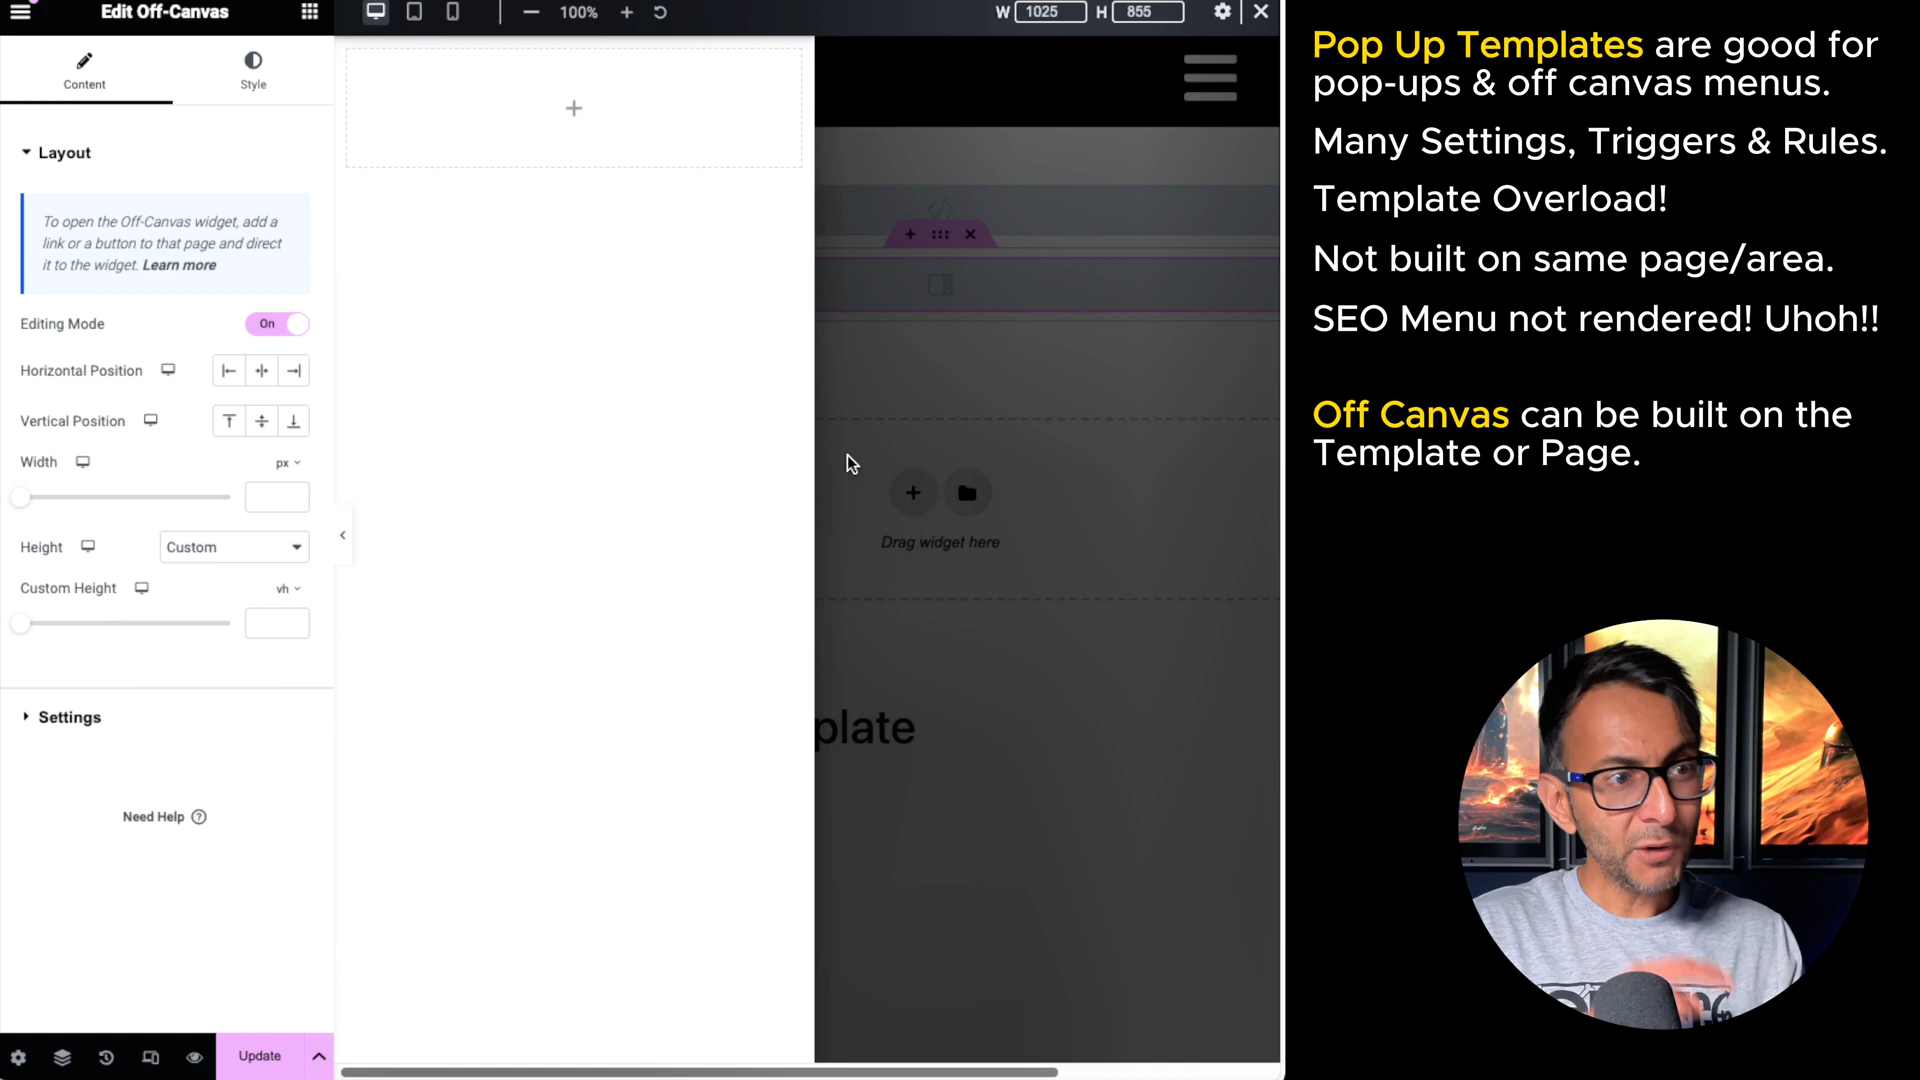 Edit Off-Canvas
100%
W 1025 H 855
Content
Style
Layout
To open the Off-Canvas widget, add a
link or a button to that page and direct
it to the widget. Learn more
Editing Mode
On
Horizontal Position
Vertical Position
Width
px
Height
Custom
Custom Height
vh
Settings
Need Help
Update
Drag widget here
plate
Pop Up Templates are good for
pop-ups & off canvas menus.
Many Settings, Triggers & Rules.
Template Overload!
Not built on same page/area.
SEO Menu not rendered! Uhoh!!
Off Canvas can be built on the
Template or Page.